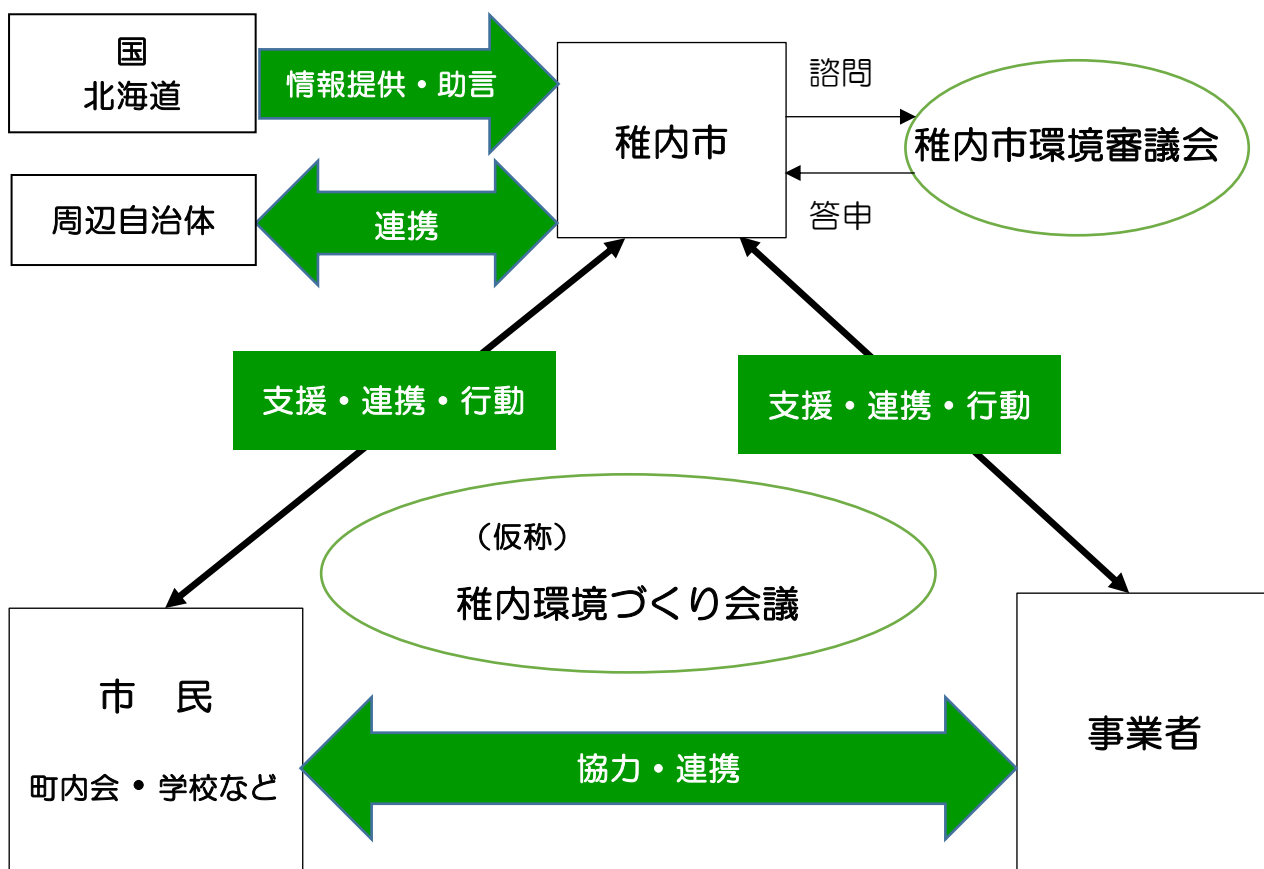 国
北海道
情報提供・助言
稚内市
諮問
稚内市環境審議会
答申
周辺自治体
連携
支援・連携・行動
支援・連携・行動
（仮称）
稚内環境づくり会議
市　民
町内会・学校など
協力・連携
事業者